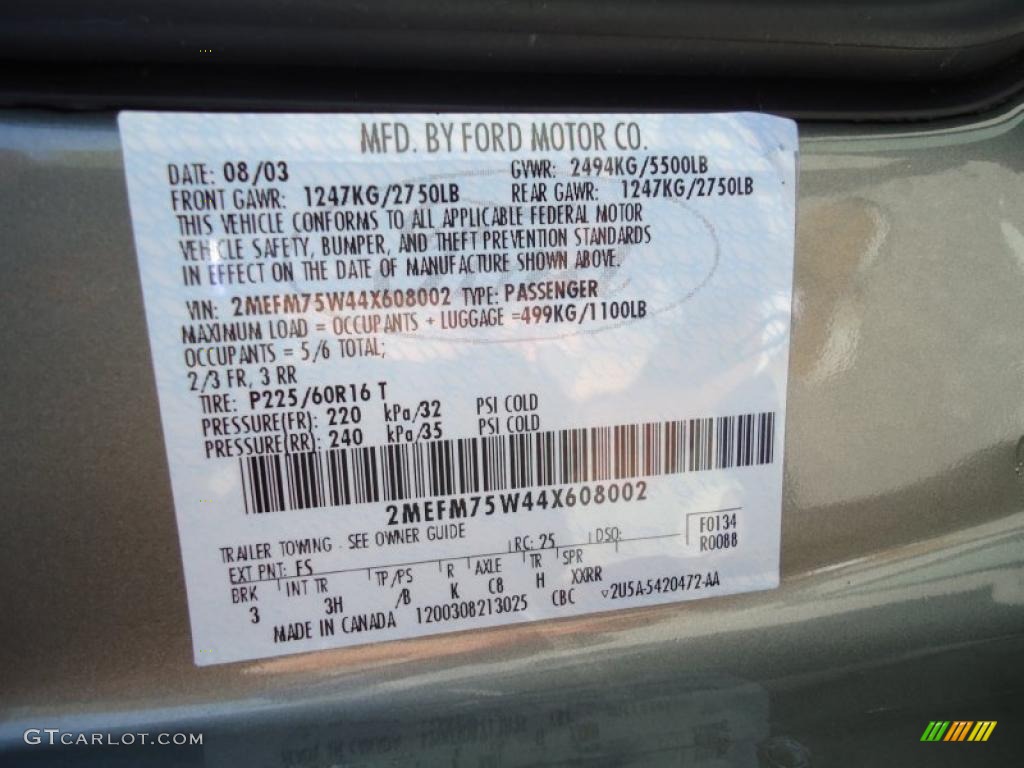 MFD. BY FORD MOTOR CO.
DATE: 08/03 GVWR: 2494KG/5500LB
FRONT GAWR: 1247KG/2750LB REAR GAWR: 1247KG/2750LB
THIS VEHICLE CONFORMS TO ALL APPLICABLE FEDERAL MOTOR
VEHICLE SAFETY, BUMPER, AND THEFT PREVENTION STANDARDS
IN EFFECT ON THE DATE OF MANUFACTURE SHOWN ABOVE.
VIN: 2MEFM75W44X608002 TYPE: PASSENGER
MAXIMUM LOAD = OCCUPANTS + LUGGAGE =499KG/1100LB
OCCUPANTS = 5/6 TOTAL;
2/3 FR, 3 RR
TIRE: P225/60R16 T
PRESSURE(FR): 220 kPa/32 PSI COLD
PRESSURE(RR): 240 kPa/35 PSI COLD
2MEFM75W44X608002
TRAILER TOWING - SEE OWNER GUIDE
EXT PNT: FS RC: 25 DSO: F0134
R0088
BRK INT TR TP/PS R AXLE TR SPR
3 3H /B K C8 H XXRR
MADE IN CANADA 1200308213025 CBC ▽2U5A-5420472-AA
GTCARLOT.COM